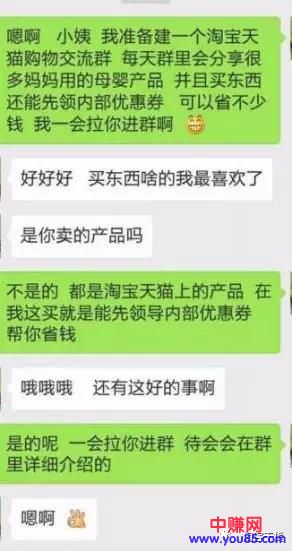 嗯啊 小姨 我准备建一个淘宝天
猫购物交流群 每天群里会分享很
多妈妈用的母婴产品 并且买东西
还能先领内部优惠券 可以省不少
钱 我一会拉你进群啊
好好好 买东西啥的我最喜欢了
是你卖的产品吗
不是的 都是淘宝天猫上的产品 在
我这买就是能先领导内部优惠券
帮你省钱
哦哦哦 还有这好的事啊
是的呢 一会拉你进群 待会会在群
里详细介绍的
嗯啊
中赚网
www.you85.com